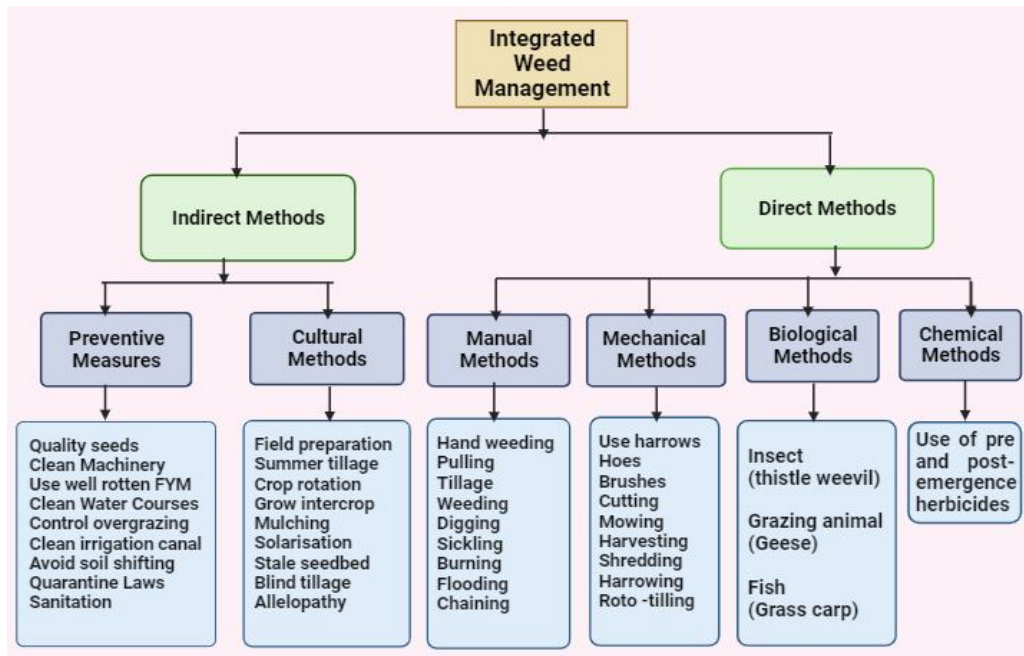 Integrated
Weed
Management
Indirect Methods
Direct Methods
Preventive
Measures
Cultural
Methods
Manual
Methods
Mechanical
Methods
Biological
Methods
Chemical
Methods
Quality seeds
Clean Machinery
Use well rotten FYM
Clean Water Courses
Control overgrazing
Clean irrigation canal
Avoid soil shifting
Quarantine Laws
Sanitation
Field preparation
Summer tillage
Crop rotation
Grow intercrop
Mulching
Solarisation
Stale seedbed
Blind tillage
Allelopathy
Hand weeding
Pulling
Tillage
Weeding
Digging
Sickling
Burning
Flooding
Chaining
Use harrows
Hoes
Brushes
Cutting
Mowing
Harvesting
Shredding
Harrowing
Roto -tilling
Insect
(thistle weevil)
Grazing animal
(Geese)
Fish
(Grass carp)
Use of pre
and post-
emergence
herbicides